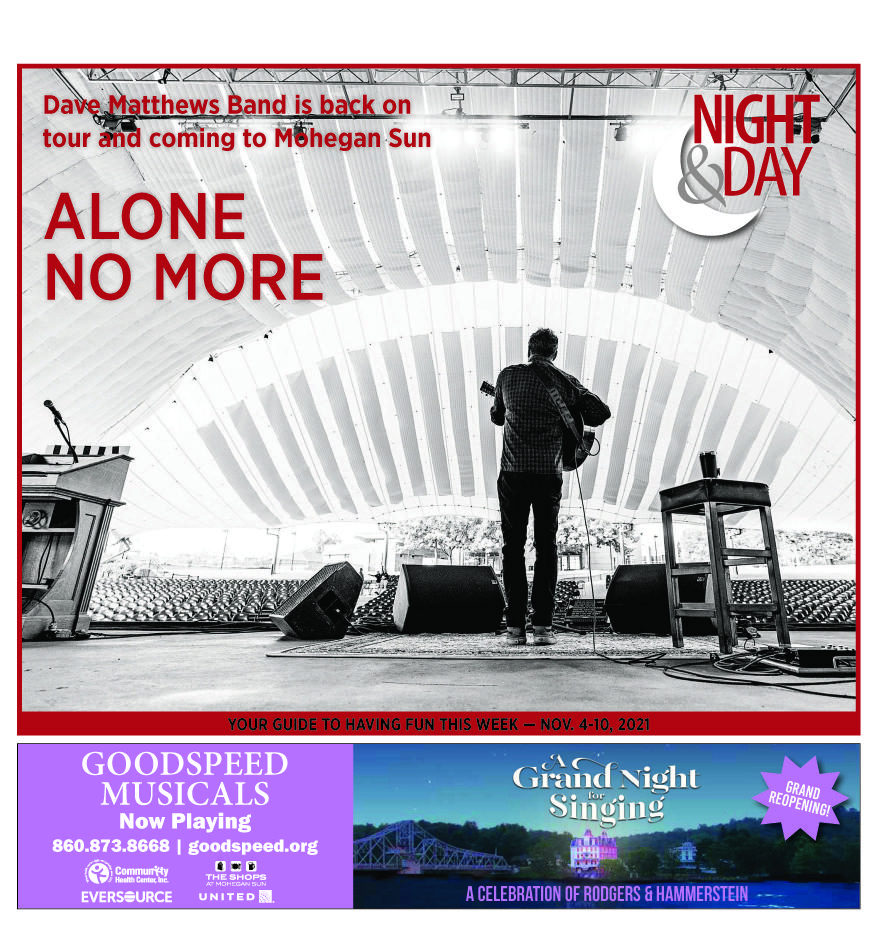 Dave Matthews Band is back on
tour and coming to Mohegan Sun
NIGHT
&DAY
ALONE
NO MORE
YOUR GUIDE TO HAVING FUN THIS WEEK — NOV. 4-10, 2021
GOODSPEED
MUSICALS
Now Playing
860.873.8668 | goodspeed.org
Community
Health Center, Inc.
THE SHOPS
AT MOHEGAN SUN
EVERSOURCE
UNITED
A
Grand Night
for
Singing
GRAND
REOPENING!
A CELEBRATION OF RODGERS & HAMMERSTEIN